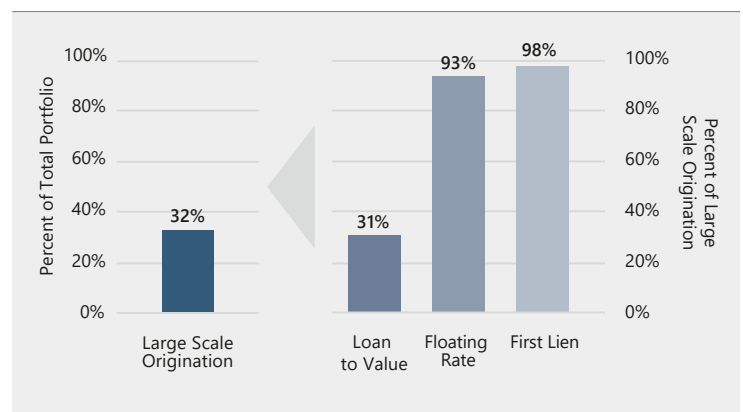 Percent of Total Portfolio
100%
80%
60%
40%
20%
0%
32%
Large Scale
Origination
31%
93%
98%
Loan
to Value
Floating
Rate
First Lien
100%
80%
60%
40%
20%
0%
Percent of Large
Scale Origination